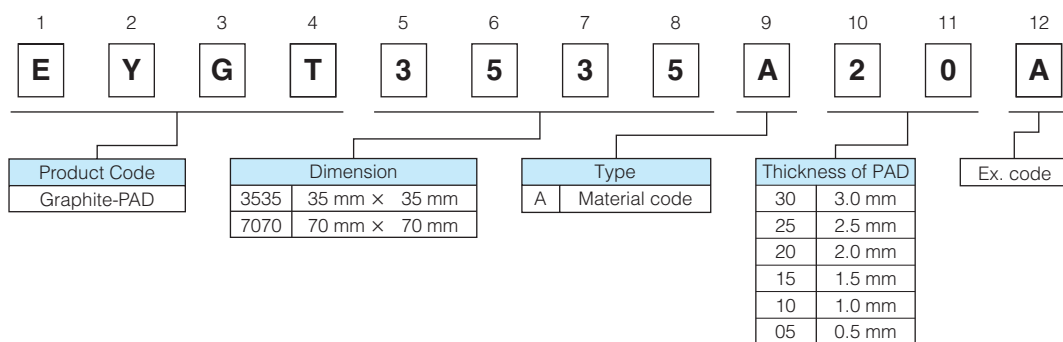 1 2 3 4 5 6 7 8 9 10 11 12
E Y G T 3 5 3 5 A 2 0 A
Product Code
Graphite-PAD
Dimension
3535 35 mm × 35 mm
7070 70 mm × 70 mm
Type
A Material code
Thickness of PAD
30 3.0 mm
25 2.5 mm
20 2.0 mm
15 1.5 mm
10 1.0 mm
05 0.5 mm
Ex. code